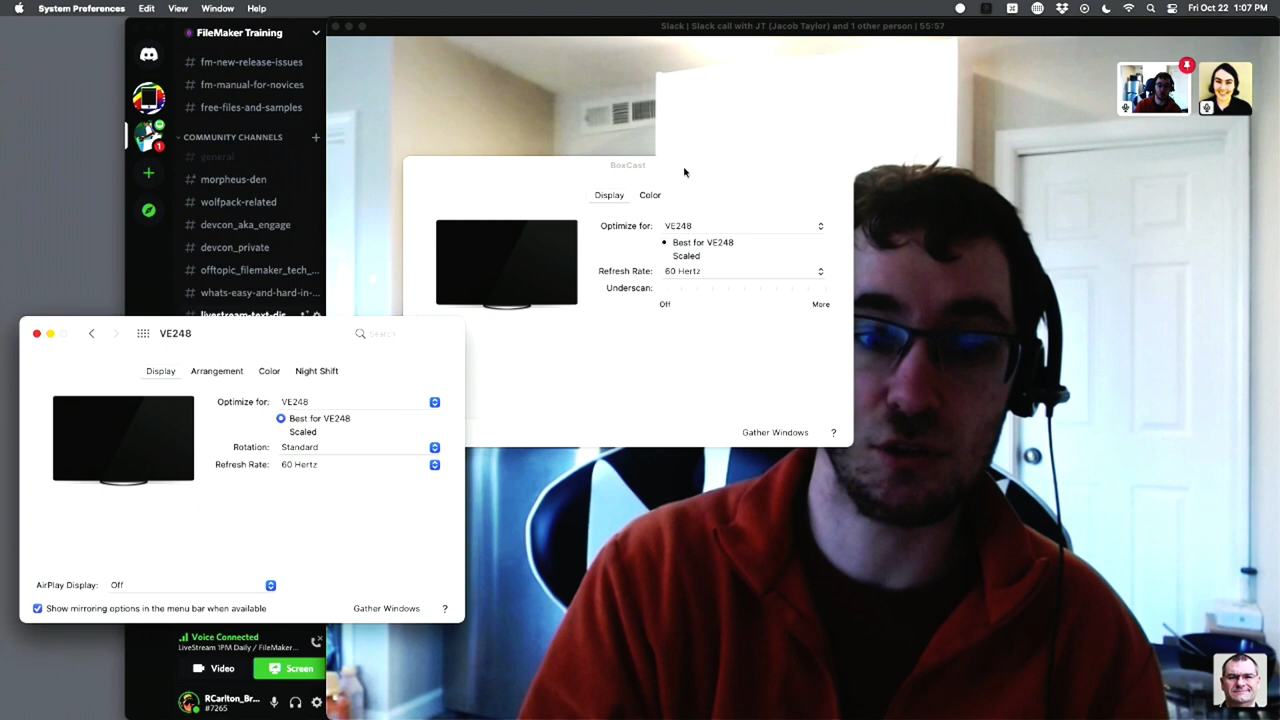 System Preferences Edit View Window Help
Fri Oct 22 1:07 PM
FileMaker Training
# fm-new-release-issues
# fm-manual-for-novices
# free-files-and-samples
COMMUNITY CHANNELS +
# general
# morpheus-den
# wolfpack-related
# devcon_aka_engage
# devcon_private
# offtopic_filemaker_tech_...
# whats-easy-and-hard-in-...
# livestream-text-dis...
1
Slack | Slack call with JT (Jacob Taylor) and 1 other person | 55:57
BoxCast
Display Color
Optimize for: VE248
Best for VE248
Scaled
Refresh Rate: 60 Hertz
Underscan:
Off More
Gather Windows ?
VE248
Search
Display Arrangement Color Night Shift
Optimize for: VE248
Best for VE248
Scaled
Rotation: Standard
Refresh Rate: 60 Hertz
AirPlay Display: Off
Show mirroring options in the menu bar when available
Gather Windows ?
Voice Connected
LiveStream 1PM Daily / FileMaker...
Video Screen
RCarlton_Br...
#7265